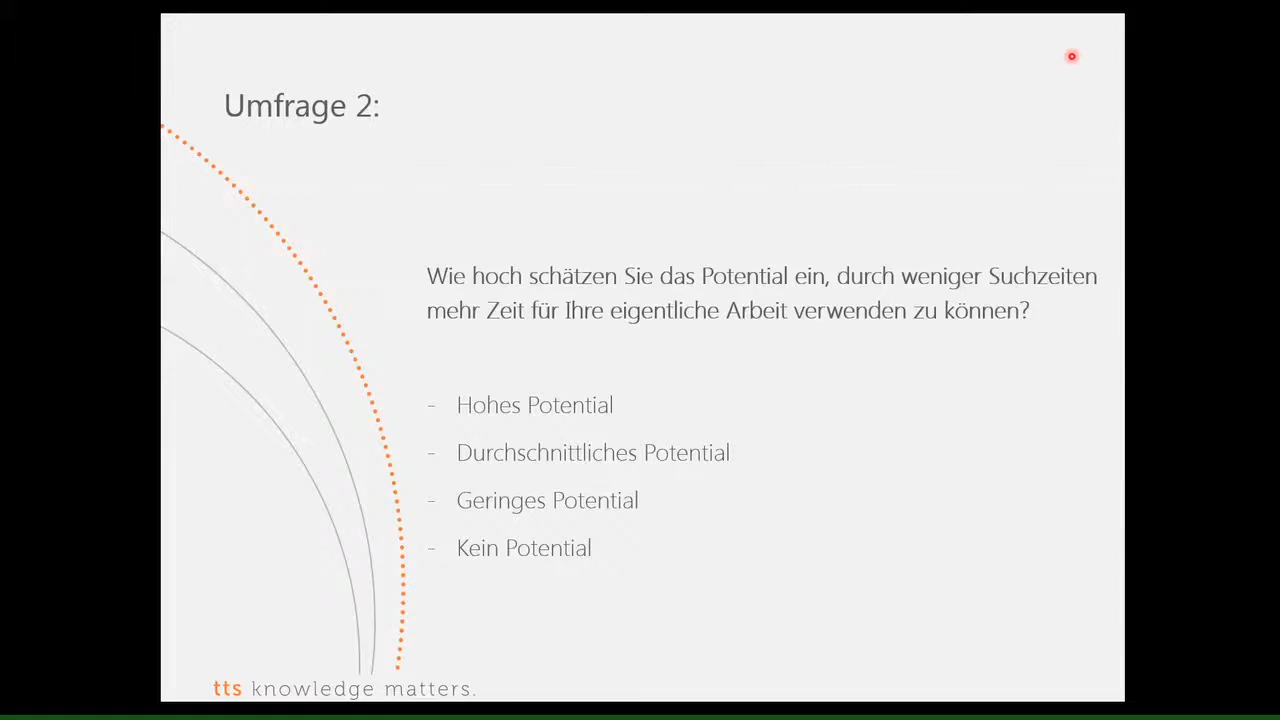 Umfrage 2:
Wie hoch schätzen Sie das Potential ein, durch weniger Suchzeiten
mehr Zeit für Ihre eigentliche Arbeit verwenden zu können?
- Hohes Potential
- Durchschnittliches Potential
- Geringes Potential
- Kein Potential
tts knowledge matters.